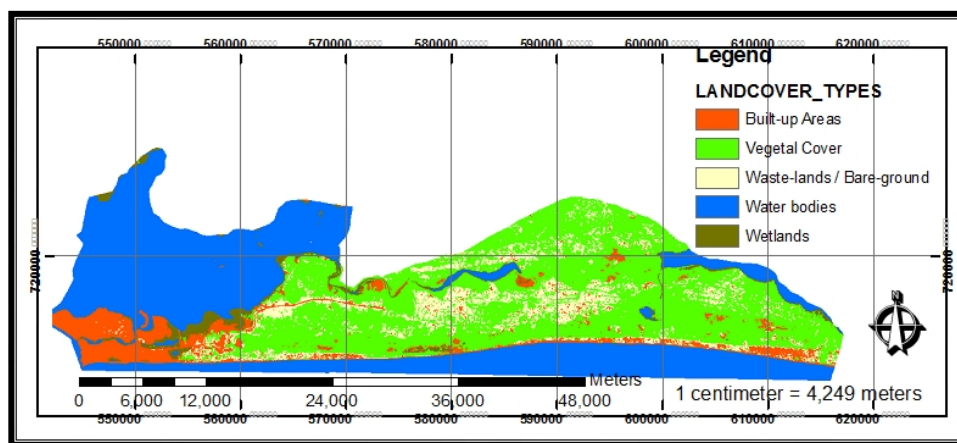 550000 560000 570000 580000 590000 600000 610000 620000
Legend
LANDCOVER_TYPES
Built-up Areas
Vegetal Cover
Waste-lands / Bare-ground
Water bodies
Wetlands
720000 720000
N
Meters
0 6,000 12,000 24,000 36,000 48,000
1 centimeter = 4,249 meters
550000 560000 570000 580000 590000 600000 610000 620000